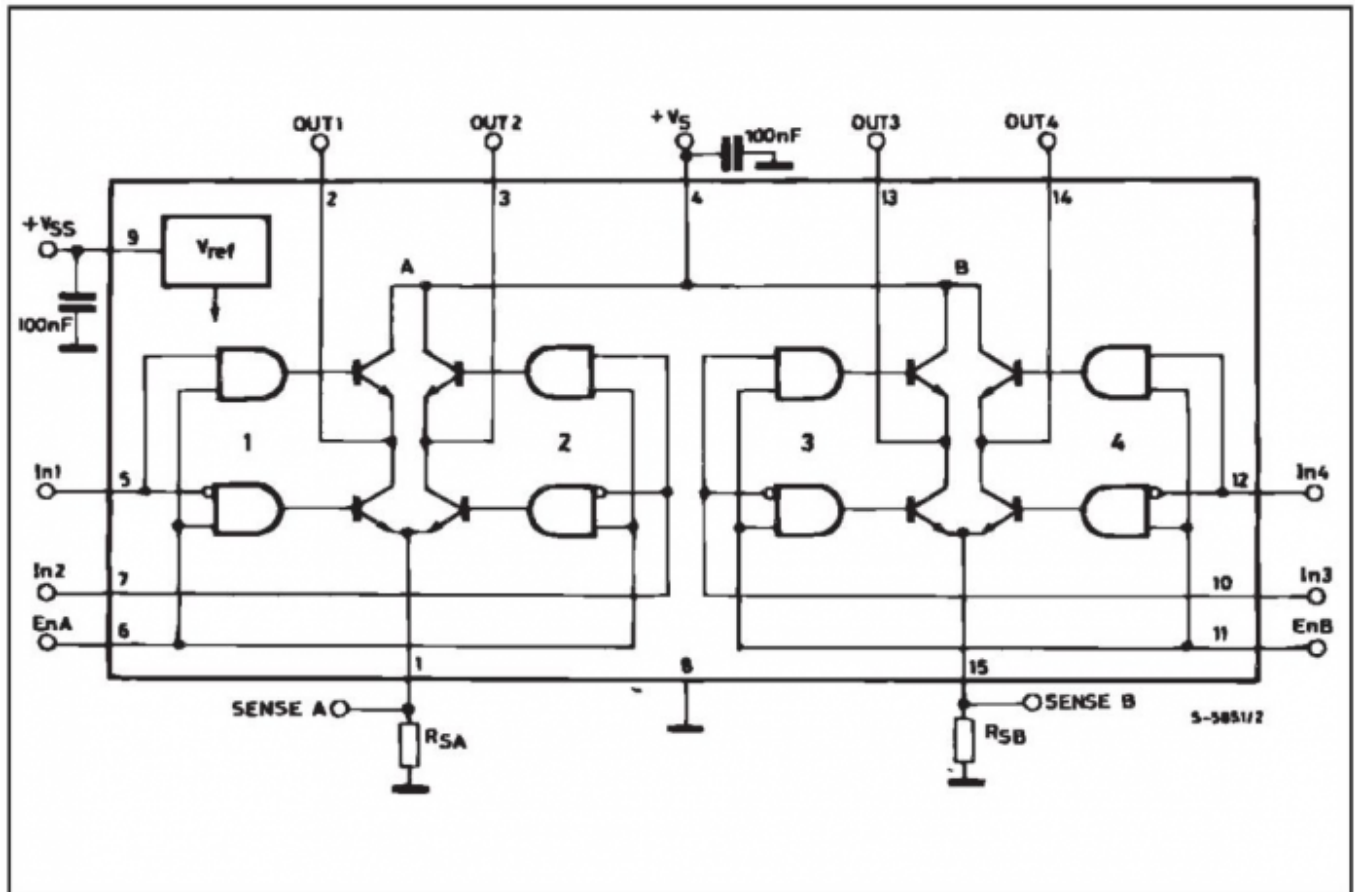 OUT1
OUT2
+VS
100nF
OUT3
OUT4
2
3
4
13
14
+VSS
9
Vref
100nF
A
B
1
2
3
4
In1
5
12
In4
In2
7
10
In3
EnA
6
11
EnB
1
8
15
SENSE A
RSA
SENSE B
RSB
S-5851/2